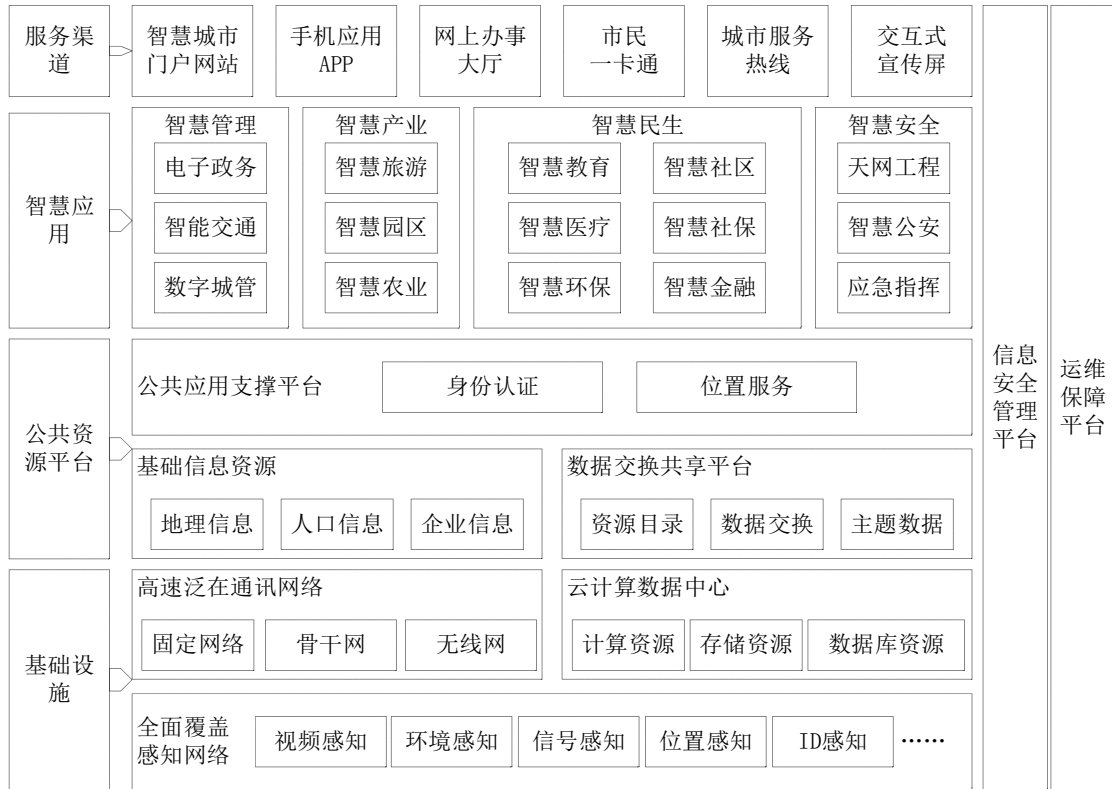 服务渠
道
智慧城市
门户网站
手机应用
APP
网上办事
大厅
市民
一卡通
城市服务
热线
交互式
宣传屏
智慧应
用
智慧管理
电子政务
智能交通
数字城管
智慧产业
智慧旅游
智慧园区
智慧农业
智慧民生
智慧教育
智慧社区
智慧医疗
智慧社保
智慧环保
智慧金融
智慧安全
天网工程
智慧公安
应急指挥
公共资
源平台
公共应用支撑平台
身份认证
位置服务
基础信息资源
地理信息
人口信息
企业信息
数据交换共享平台
资源目录
数据交换
主题数据
基础设
施
高速泛在通讯网络
固定网络
骨干网
无线网
云计算数据中心
计算资源
存储资源
数据库资源
全面覆盖
感知网络
视频感知
环境感知
信号感知
位置感知
ID感知
……
信息
安全
管理
平台
运维
保障
平台